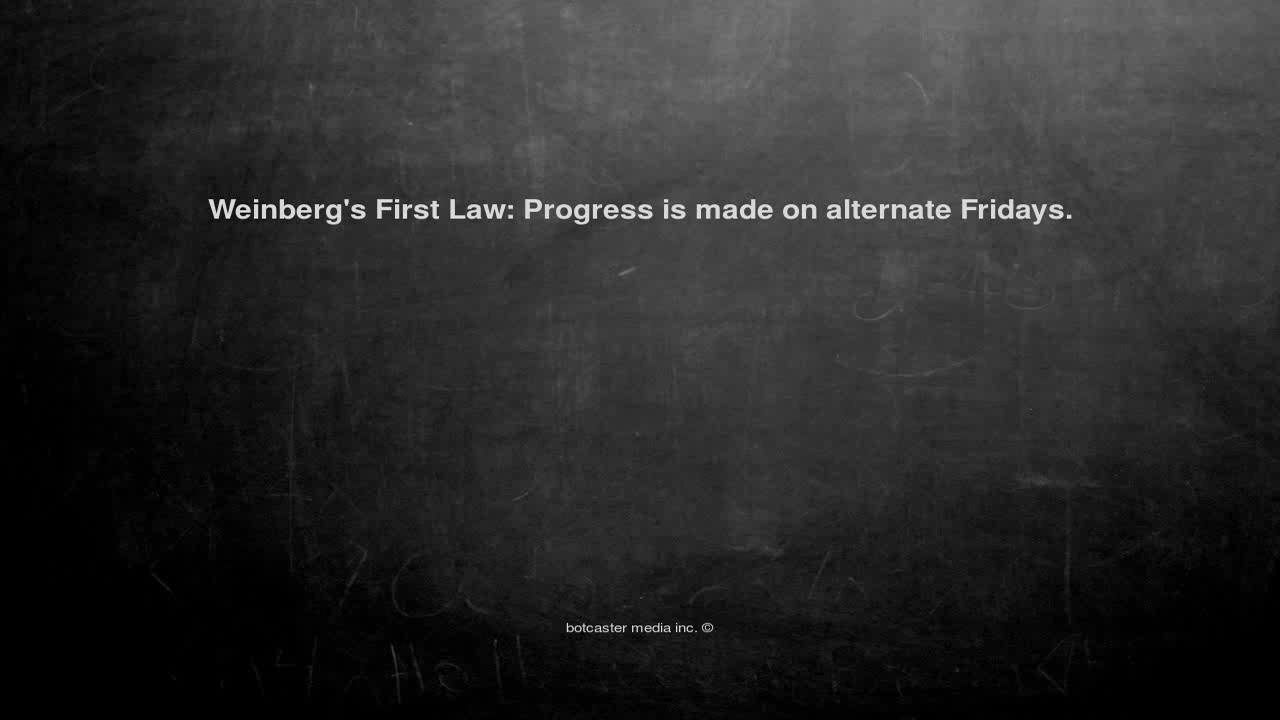 Weinberg's First Law: Progress is made on alternate Fridays.
botcaster media inc. ©